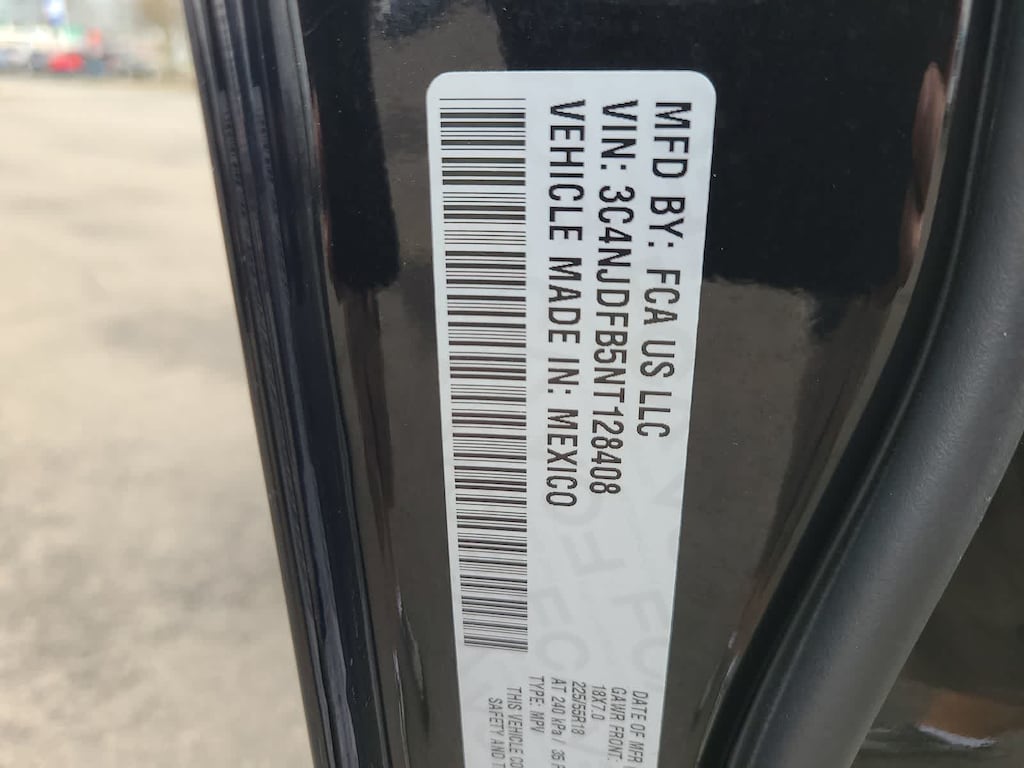 MFD BY: FCA US LLC
VIN: 3C4NJDFB5NT128408
VEHICLE MADE IN: MEXICO
DATE OF MFR
GAWR FRONT:
18X7.0
225/55R18
AT 240 kPa/
TYPE: MPV
THIS VEHICLE
SAFETY AND